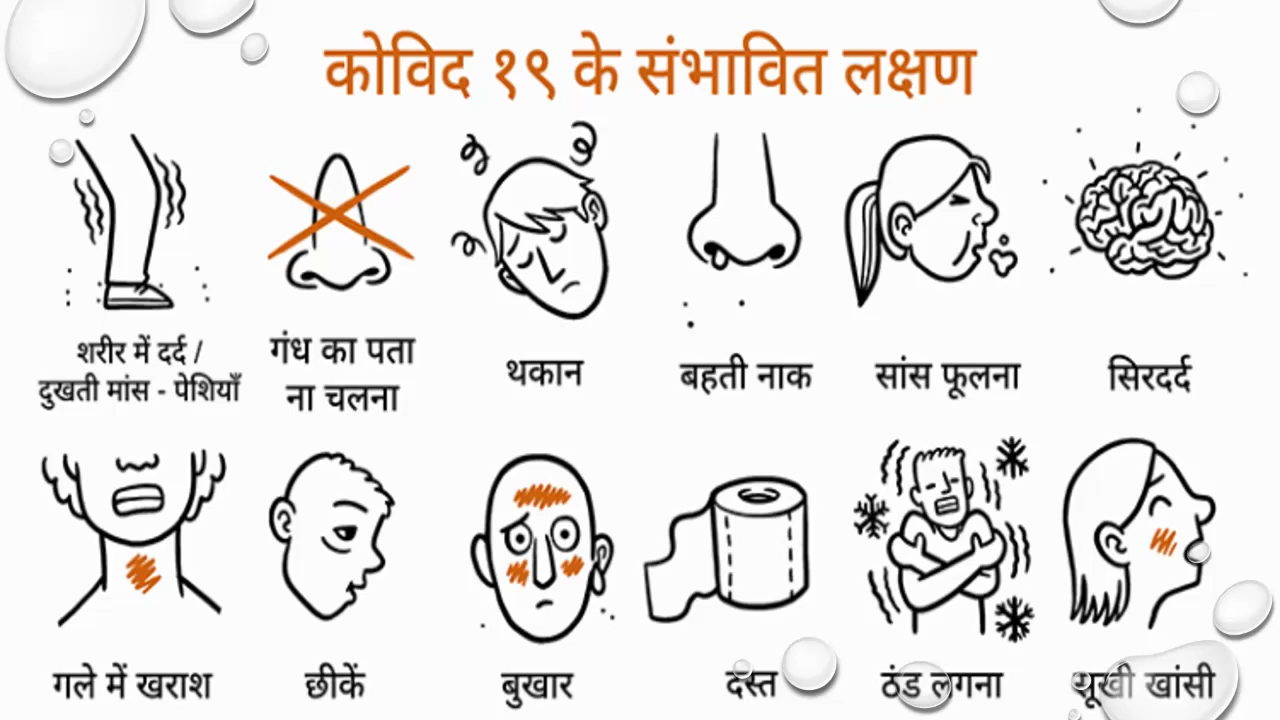 कोविद १९ के संभावित लक्षण
शरीर में दर्द /
दुखती मांस - पेशियाँ
गंध का पता
ना चलना
थकान
बहती नाक
सांस फूलना
सिरदर्द
गले में खराश
छीकें
बुखार
दस्त
ठंड लगना
सूखी खांसी